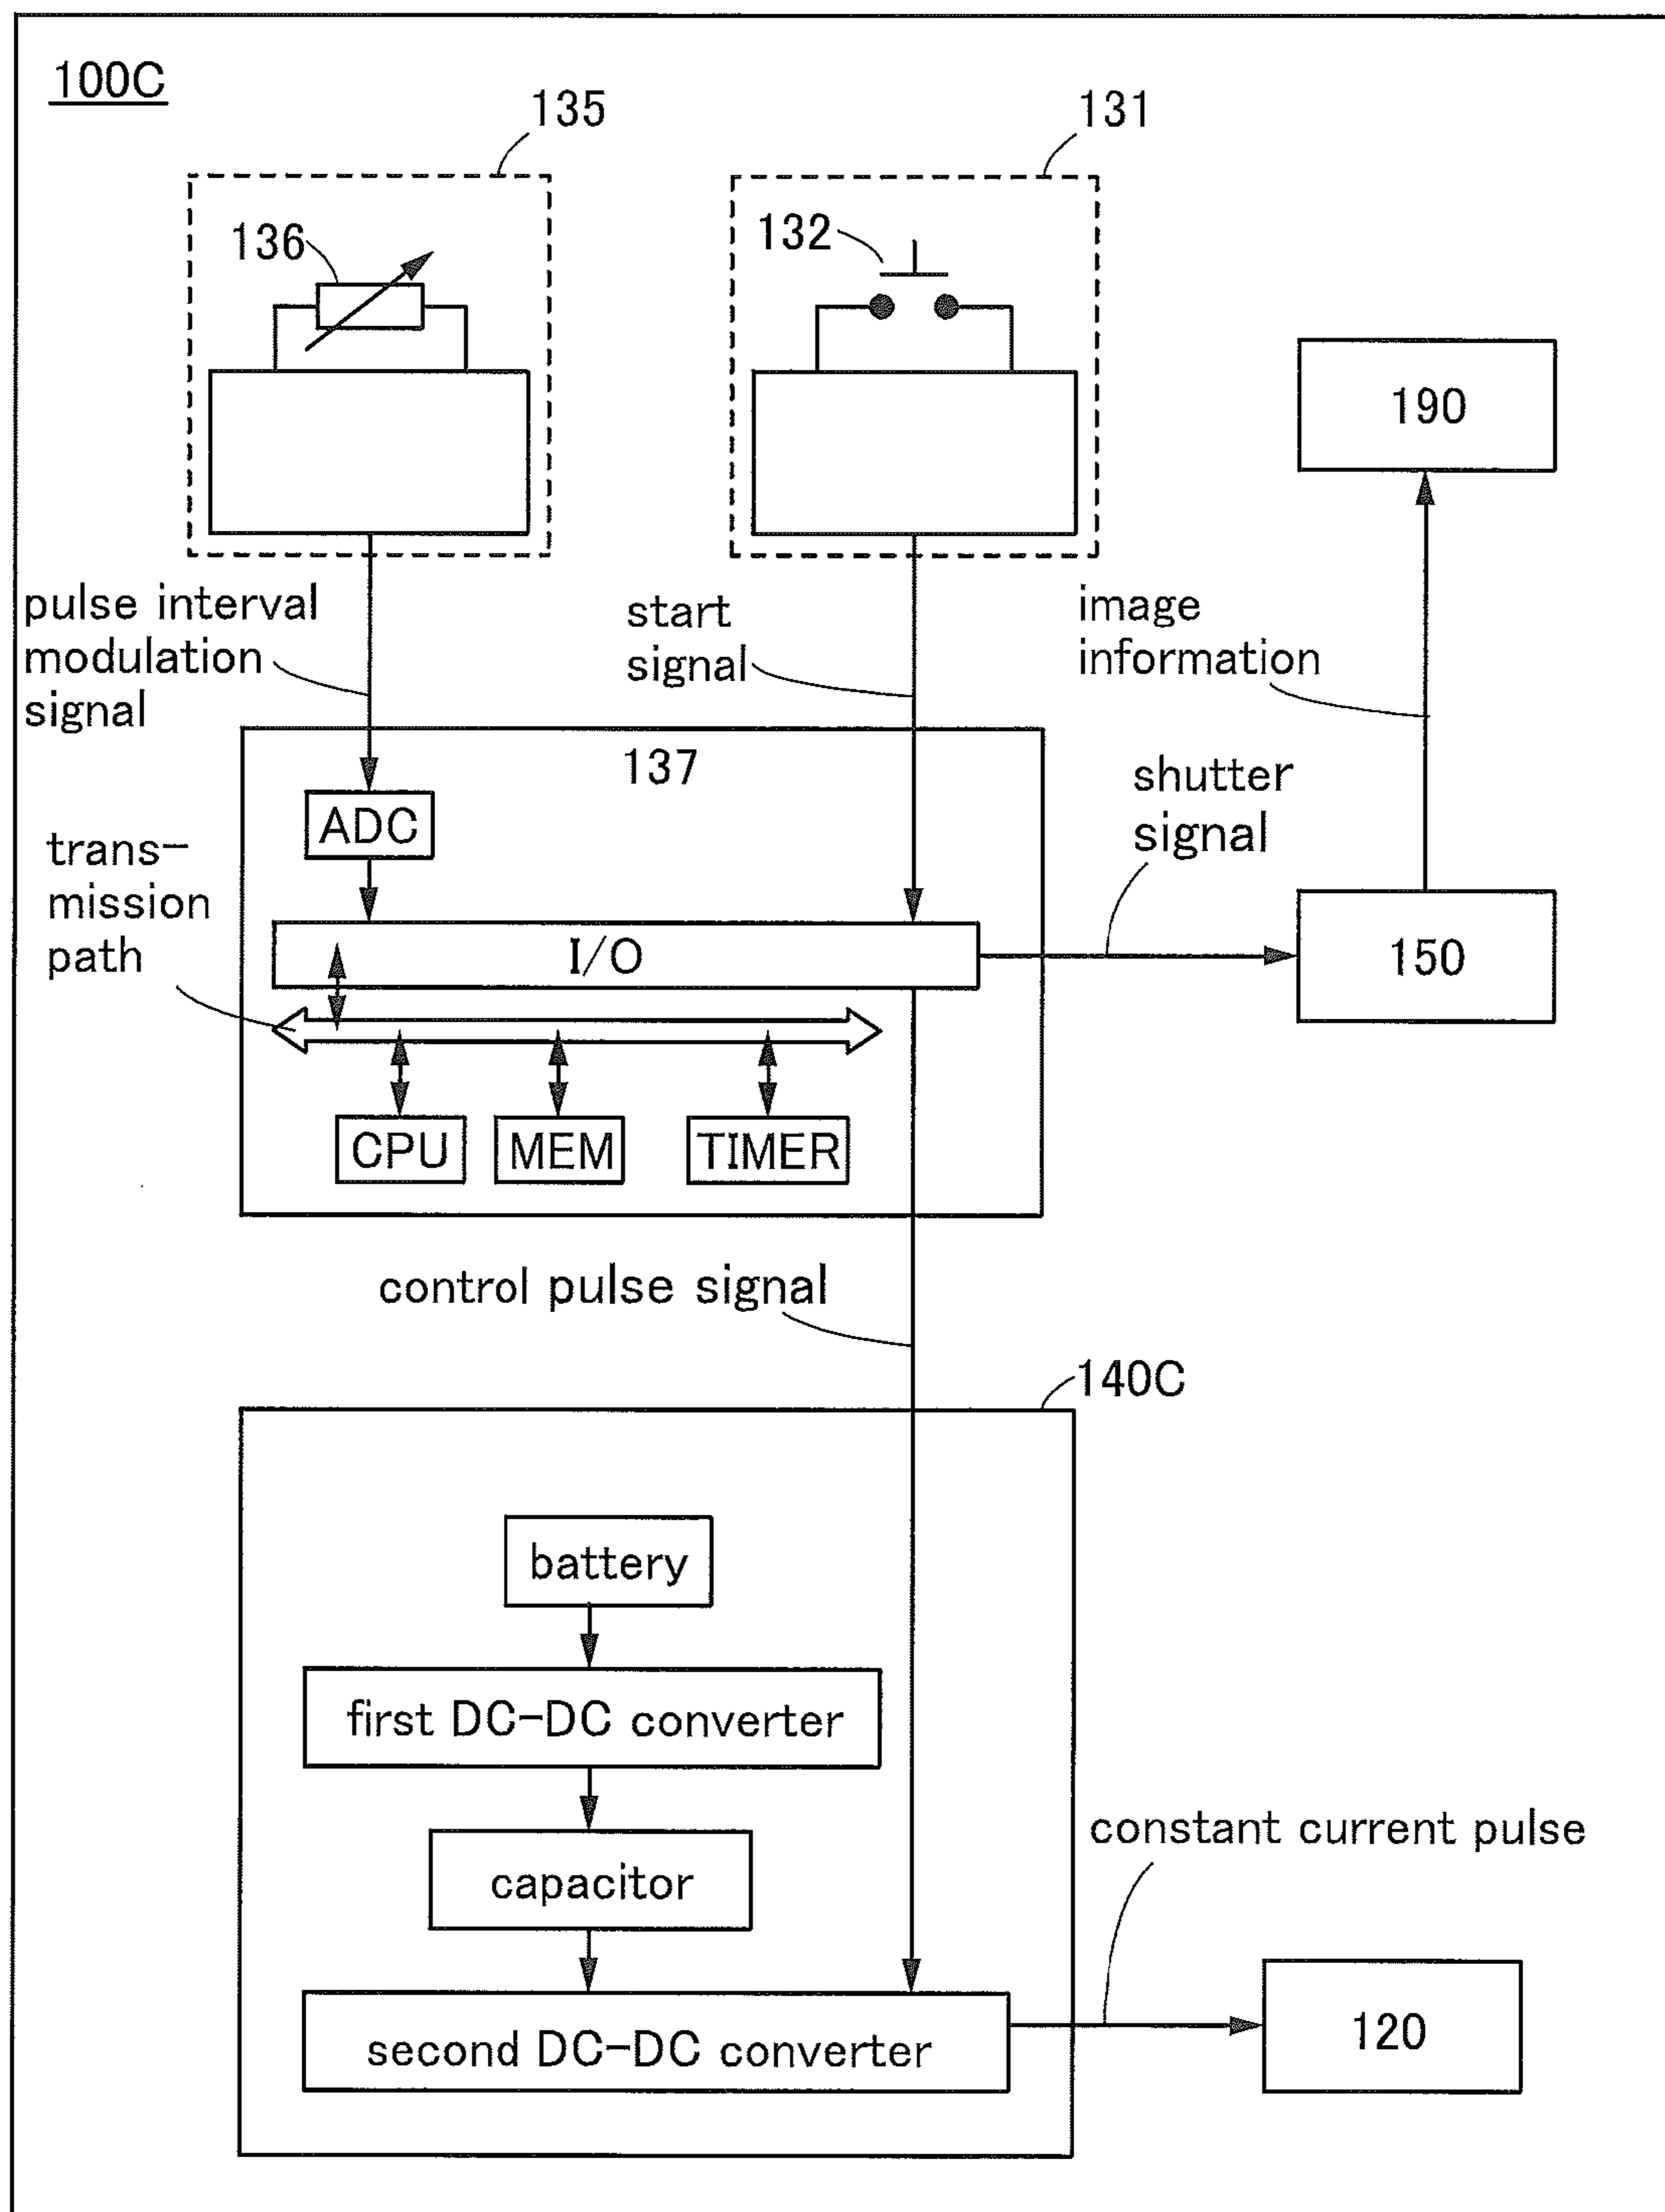 100C
135
131
136
132
190
pulse interval
modulation
signal
start
signal
image
information
137
shutter
signal
ADC
trans-
mission
path
I/O
150
CPU
MEM
TIMER
control pulse signal
140C
battery
first DC-DC converter
constant current pulse
capacitor
120
second DC-DC converter